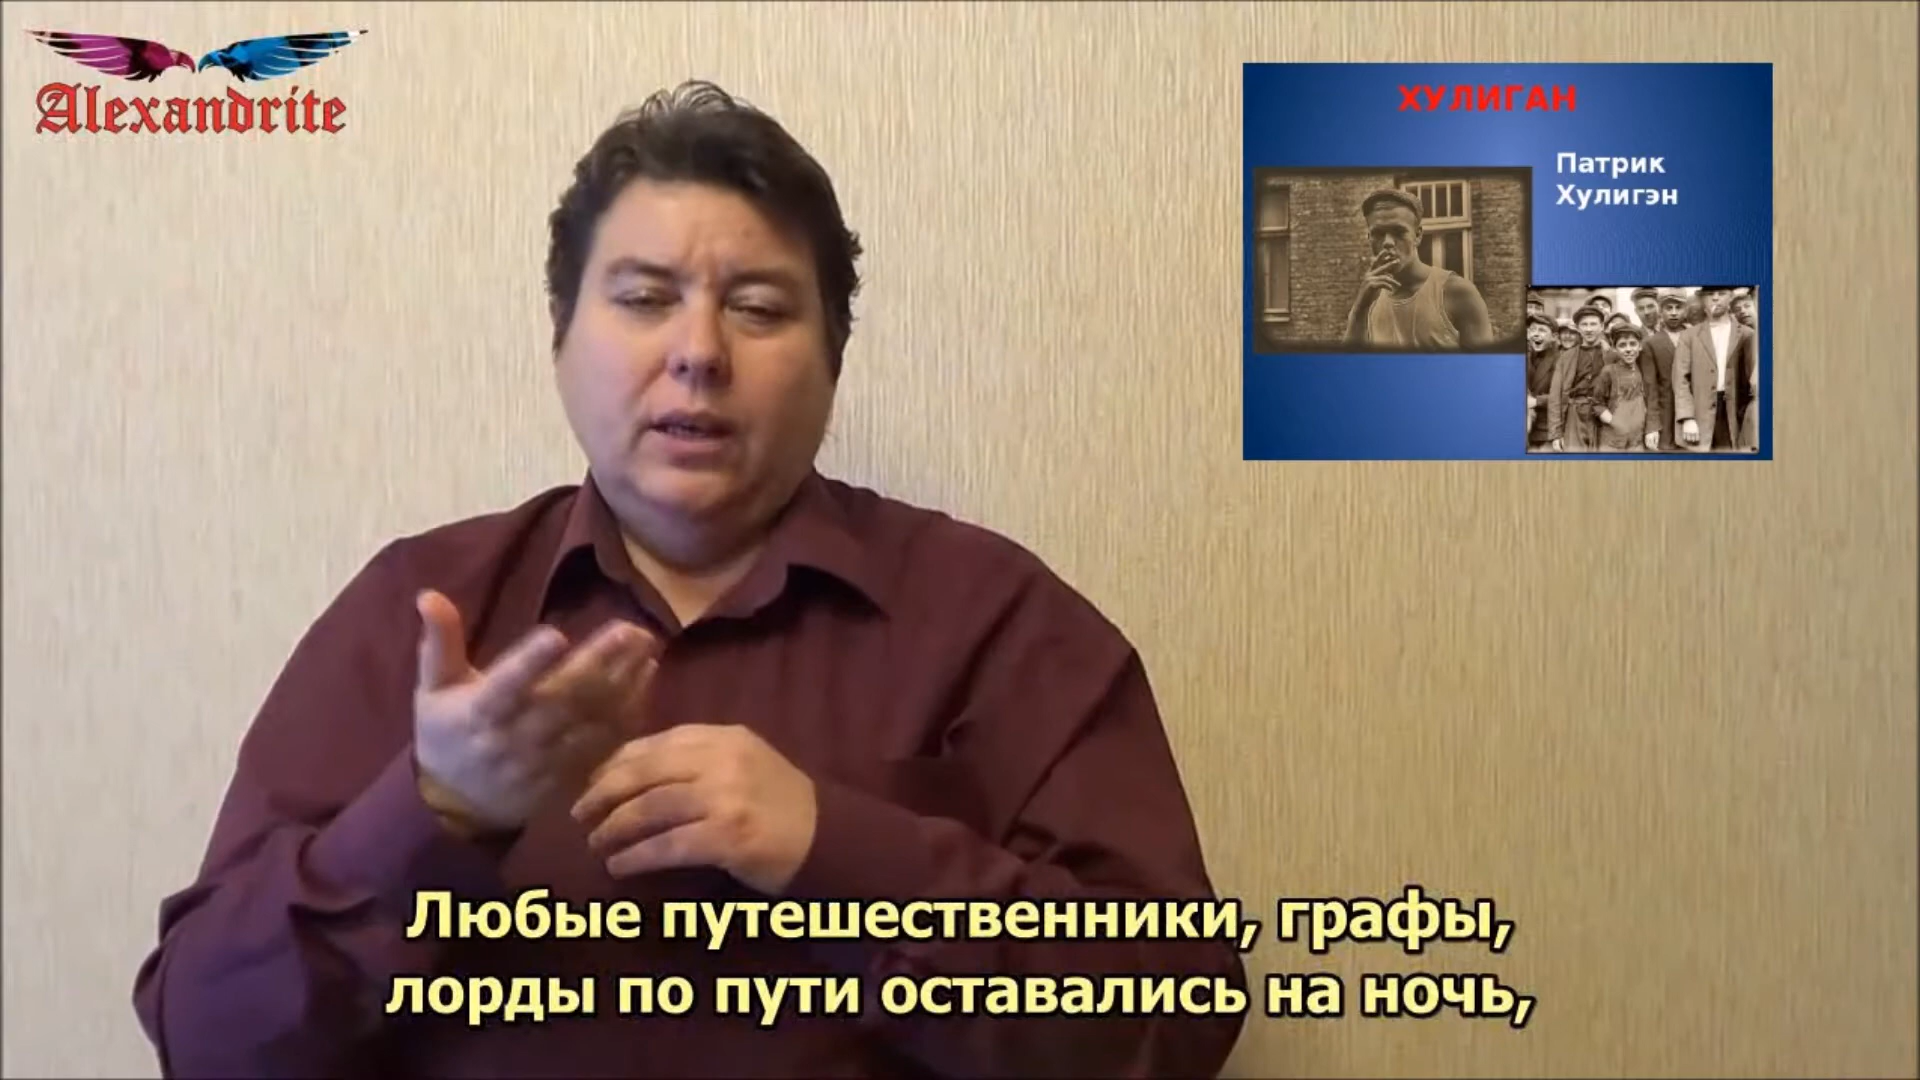 Alexandrite
ХУЛИГАН
Патрик
Хулигэн
Любые путешественники, графы,
лорды по пути оставались на ночь,